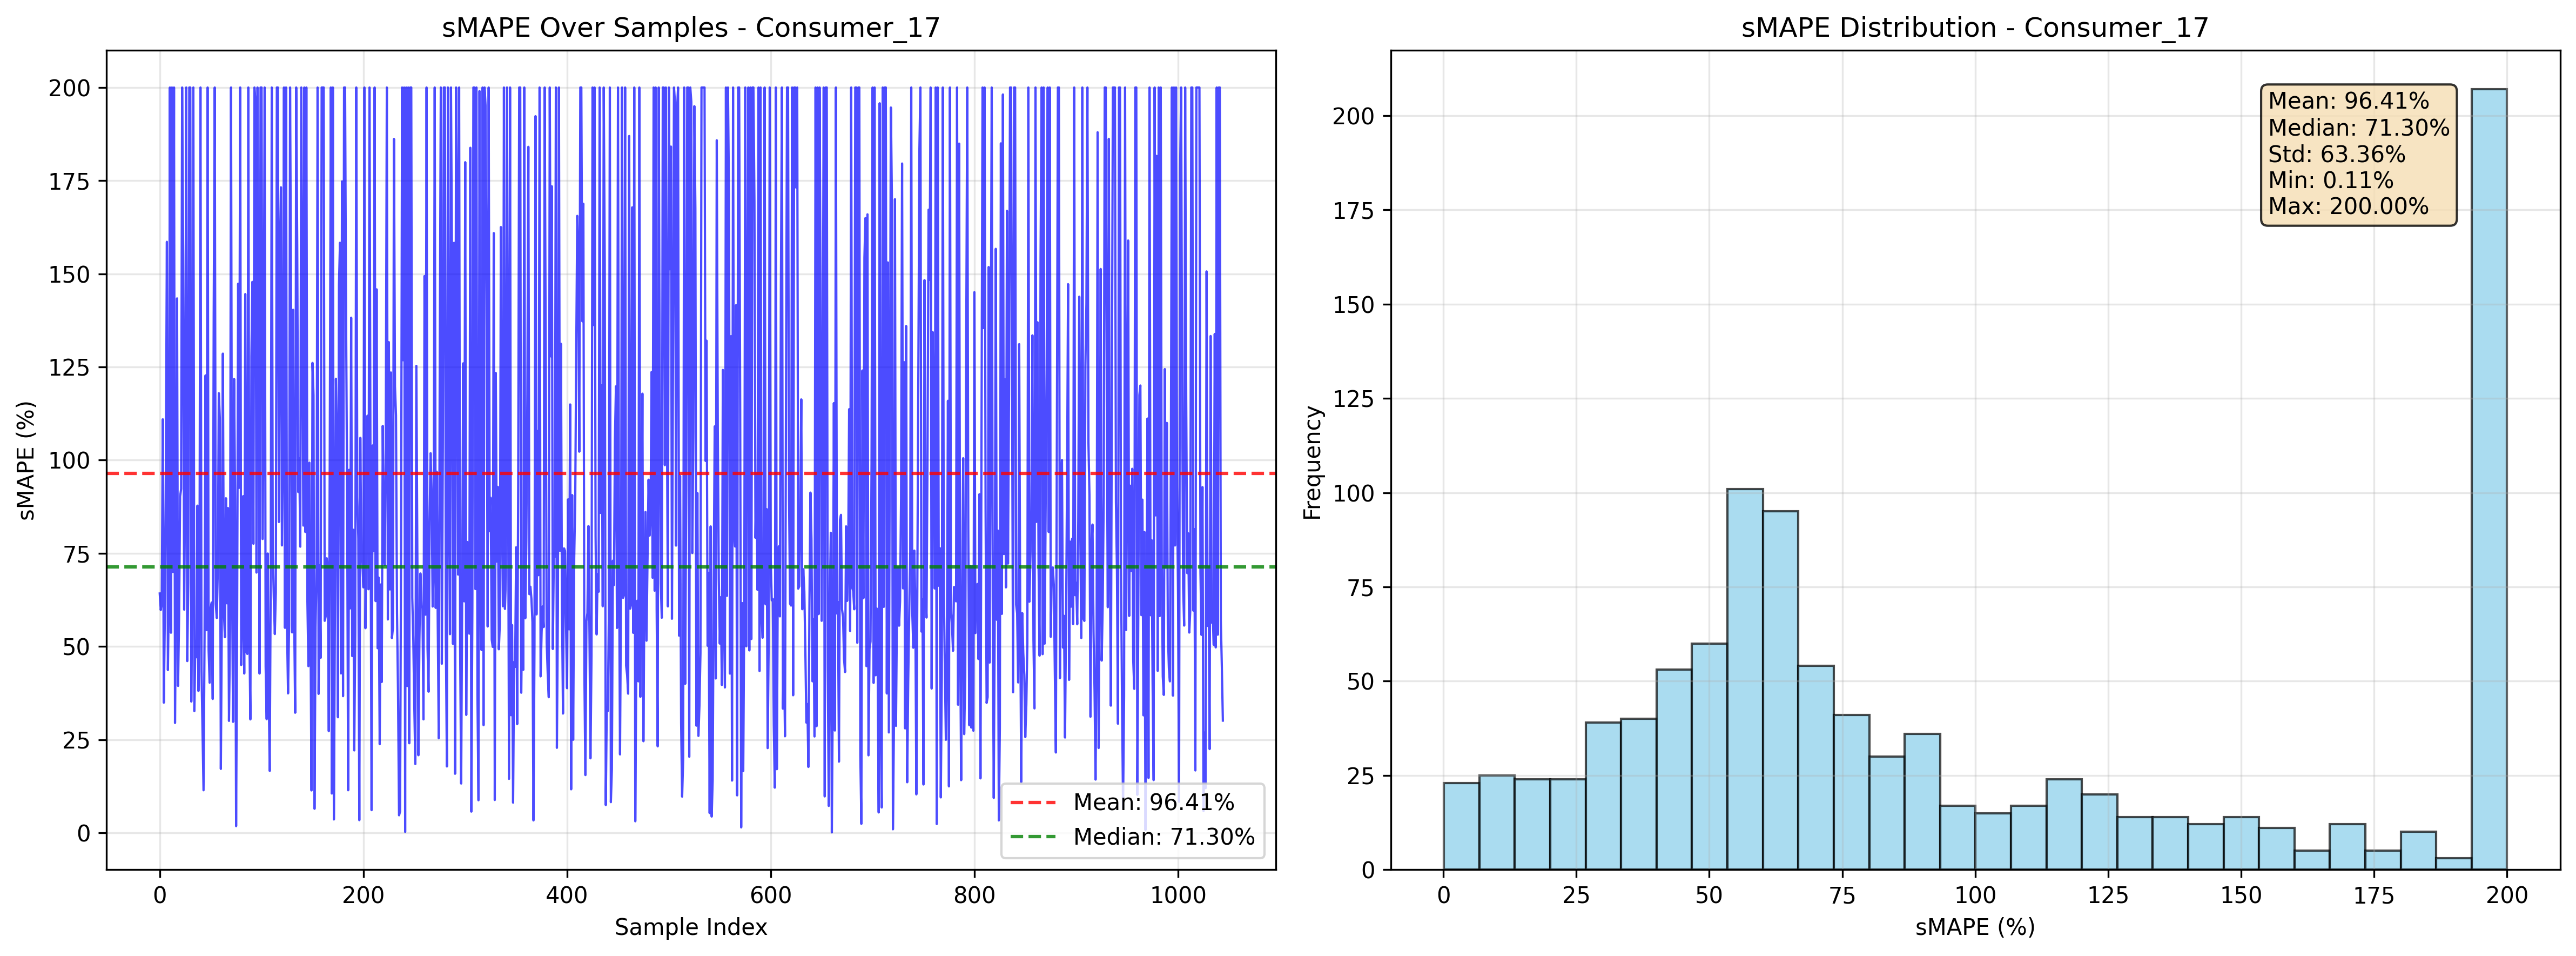 sMAPE Over Samples - Consumer_17
sMAPE (%)
200
175
150
125
100
75
50
25
0
0 200 400 600 800 1000
Sample Index
Mean: 96.41%
Median: 71.30%
sMAPE Distribution - Consumer_17
Frequency
200
175
150
125
100
75
50
25
0
0 25 50 75 100 125 150 175 200
sMAPE (%)
Mean: 96.41%
Median: 71.30%
Std: 63.36%
Min: 0.11%
Max: 200.00%